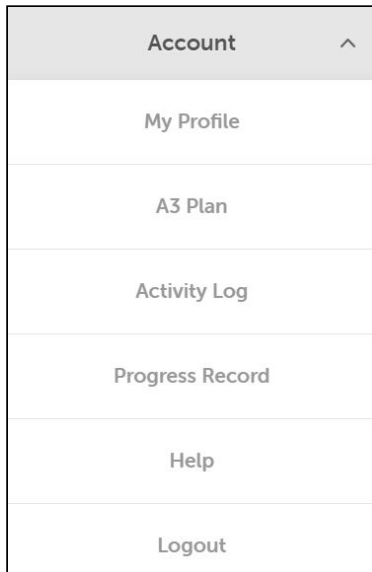 Account
My Profile
A3 Plan
Activity Log
Progress Record
Help
Logout